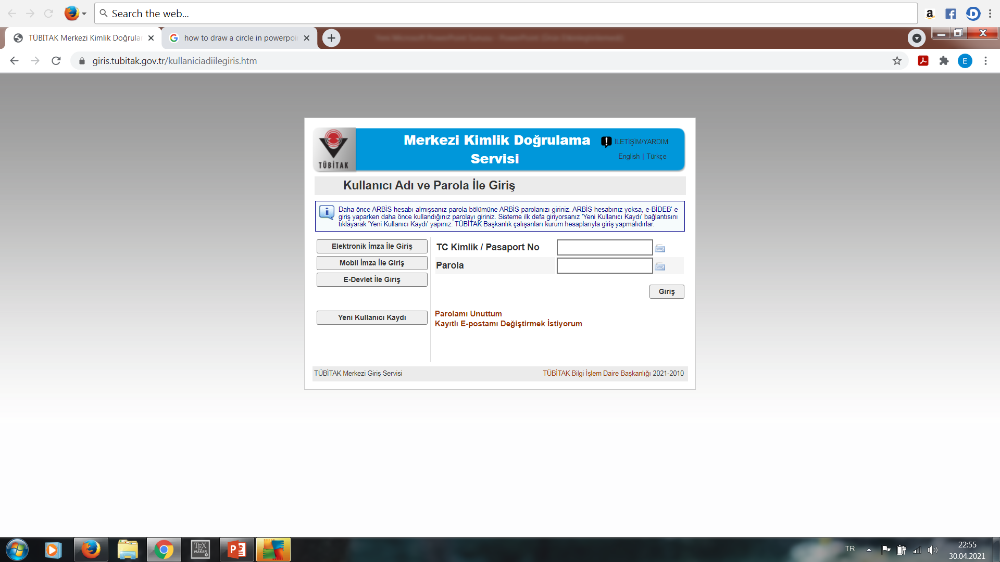 Search the web...
TÜBİTAK Merkezi Kimlik Doğrula
how to draw a circle in powerpoi
giris.tubitak.gov.tr/kullaniciadiilegiris.htm
E
TÜBİTAK
Merkezi Kimlik Doğrulama
Servisi
İLETİŞİM/YARDIM
English | Türkçe
Kullanıcı Adı ve Parola İle Giriş
Daha önce ARBİS hesabı almışsanız parola bölümüne ARBİS parolanızı giriniz. ARBİS hesabınız yoksa, e-BİDEB' e
giriş yaparken daha önce kullandığınız parolayı giriniz. Sisteme ilk defa giriyorsanız 'Yeni Kullanıcı Kaydı' bağlantısını
tıklayarak 'Yeni Kullanıcı Kaydı' yapınız. TÜBİTAK Başkanlık çalışanları kurum hesaplarıyla giriş yapmalıdırlar.
Elektronik İmza İle Giriş
Mobil İmza İle Giriş
E-Devlet İle Giriş
TC Kimlik / Pasaport No
Parola
Giriş
Yeni Kullanıcı Kaydı
Parolamı Unuttum
Kayıtlı E-postamı Değiştirmek İstiyorum
TÜBİTAK Merkezi Giriş Servisi
TÜBİTAK Bilgi İşlem Daire Başkanlığı 2021-2010
TEX
MAKER
TR
22:55
30.04.2021